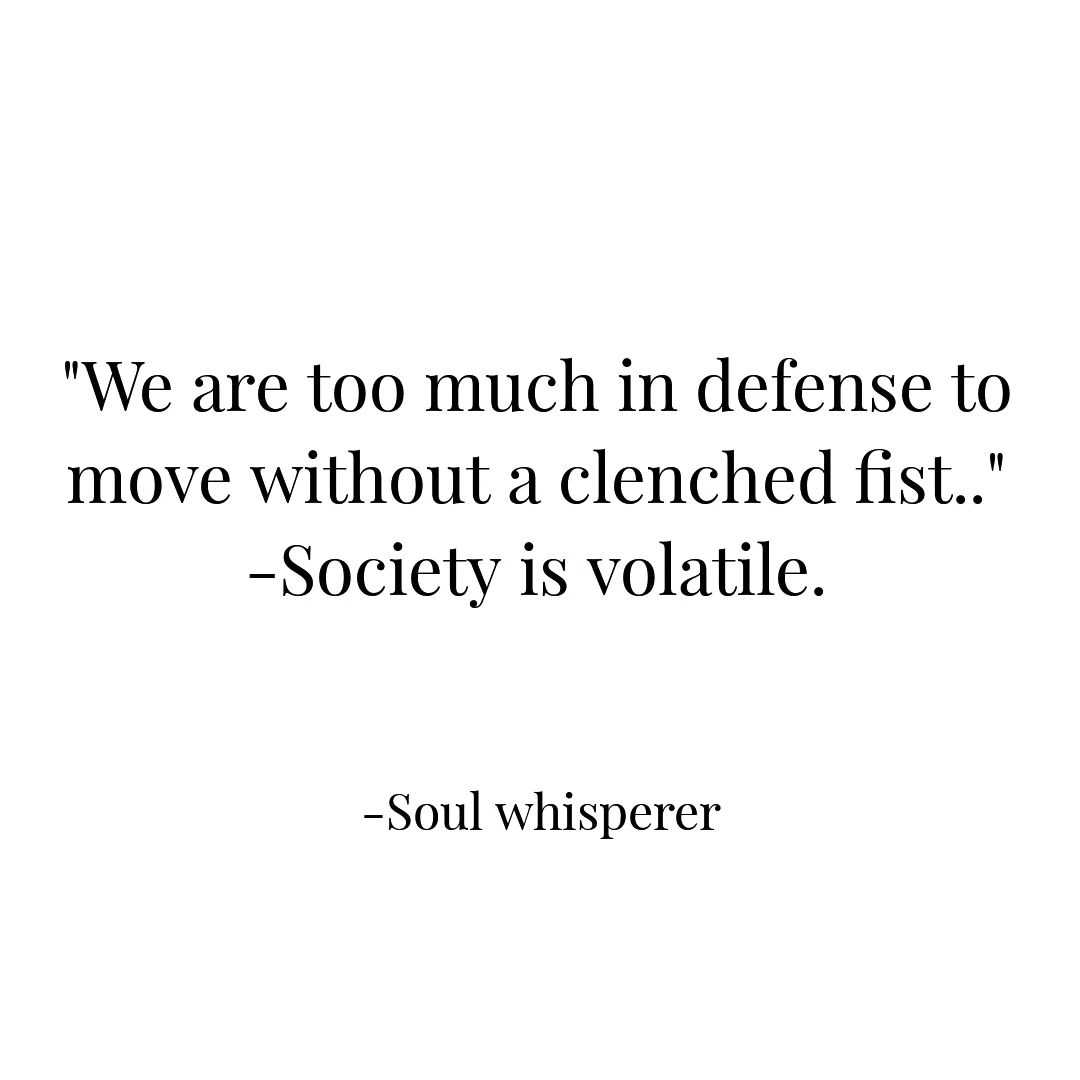 "We are too much in defense to
move without a clenched fist.."
-Society is volatile.
-Soul whisperer